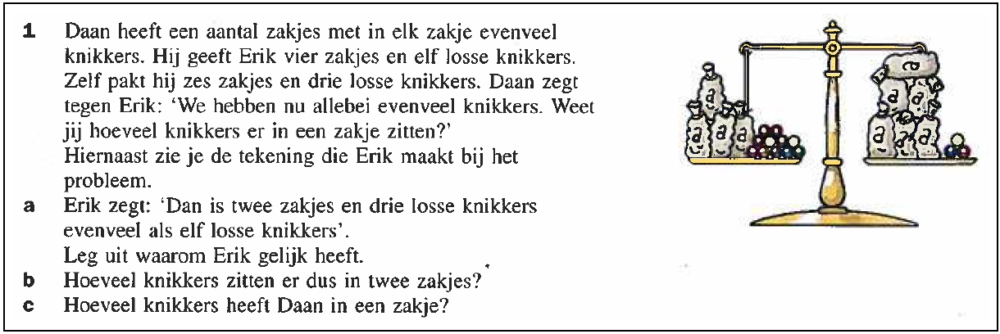 1 Daan heeft een aantal zakjes met in elk zakje evenveel
knikkers. Hij geeft Erik vier zakjes en elf losse knikkers.
Zelf pakt hij zes zakjes en drie losse knikkers. Daan zegt
tegen Erik: ‘We hebben nu allebei evenveel knikkers. Weet
jij hoeveel knikkers er in een zakje zitten?’
Hiernaast zie je de tekening die Erik maakt bij het
probleem.
a Erik zegt: ‘Dan is twee zakjes en drie losse knikkers
evenveel als elf losse knikkers’.
Leg uit waarom Erik gelijk heeft.
b Hoeveel knikkers zitten er dus in twee zakjes?
c Hoeveel knikkers heeft Daan in een zakje?
a
a
a
a
a
a
a
a
a
a